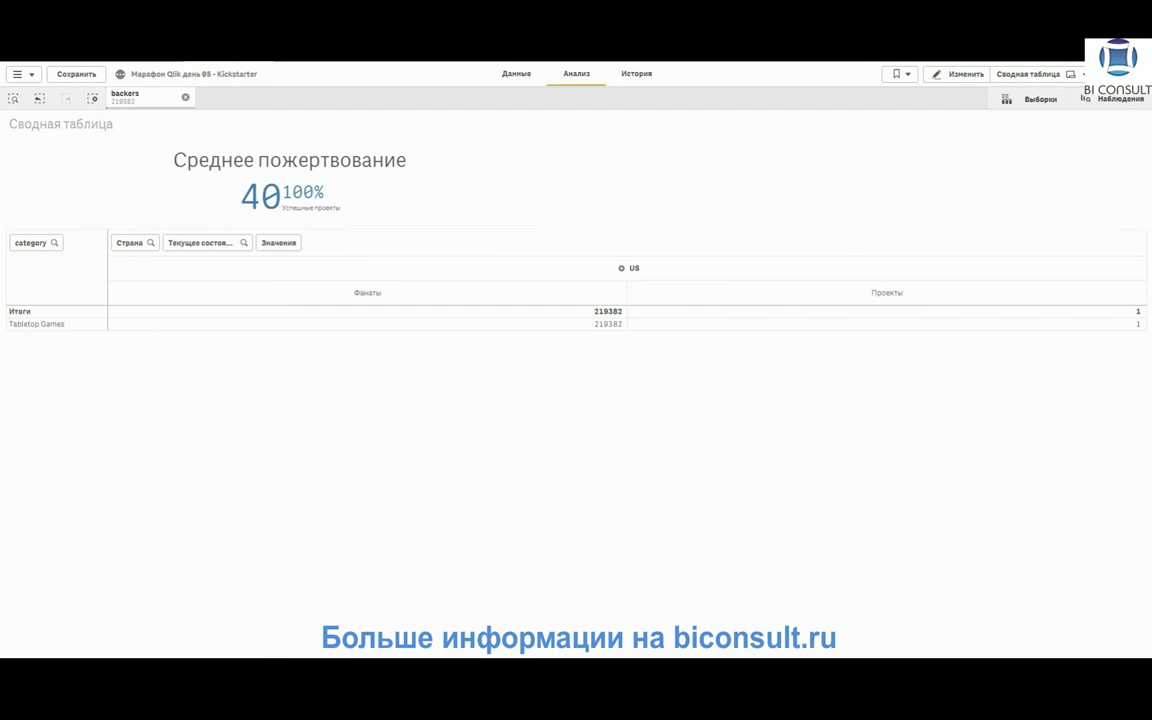 Сохранить
Марафон Qlik день 05 - Kickstarter
Данные
Анализ
История
Изменить
Сводная таблица
BI CONSULT
backers
219382
Выборки
Наблюдения
Сводная таблица
Среднее пожертвование
40 100%
Успешные проекты
category
Страна
Текущее состоя...
Значения
US
Фанаты
Проекты
Итоги 219382 1
Tabletop Games 219382 1
Больше информации на biconsult.ru